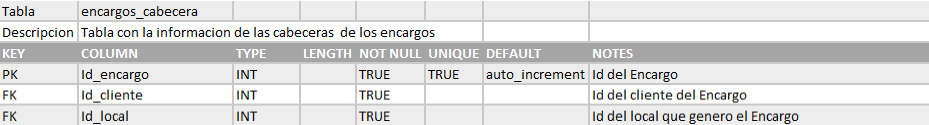 Tabla encargos_cabecera
Descripcion Tabla con la informacion de las cabeceras de los encargos
KEY COLUMN TYPE LENGTH NOT NULL UNIQUE DEFAULT NOTES
PK Id_encargo INT TRUE TRUE auto_increment Id del Encargo
FK Id_cliente INT TRUE Id del cliente del Encargo
FK Id_local INT TRUE Id del local que genero el Encargo